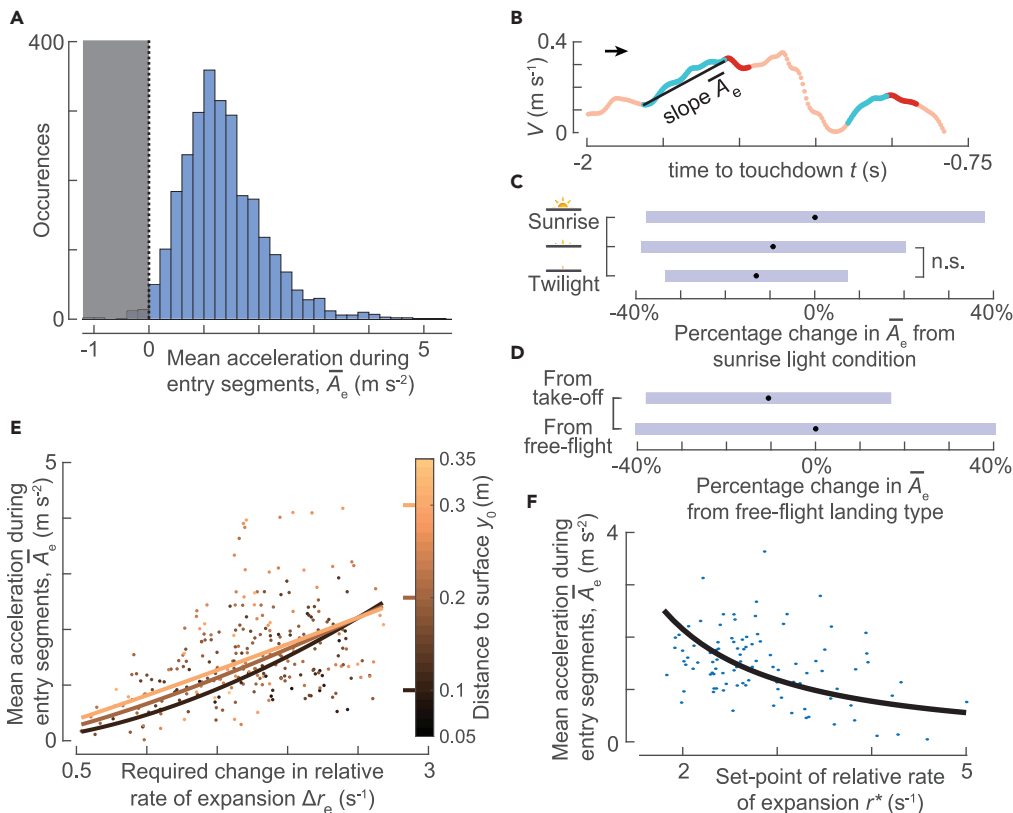 A
400
Occurences
0
-1
0
5
Mean acceleration during
entry segments, A̅e (m s-2)
B
0.4
V (m s-1)
0
slope A̅e
-2
time to touchdown t (s)
-0.75
C
Sunrise
Twilight
n.s.
-40%
0%
40%
Percentage change in A̅e from
sunrise light condition
D
From
take-off
From
free-flight
-40%
0%
40%
Percentage change in A̅e
from free-flight landing type
E
5
Mean acceleration during
entry segments, A̅e (m s-2)
0
0.5
3
Required change in relative
rate of expansion Δre (s-1)
0.35
0.3
0.2
0.1
0.05
Distance to surface y0 (m)
F
4
Mean acceleration during
entry segments, A̅e (m s-2)
0
2
5
Set-point of relative rate
of expansion r* (s-1)